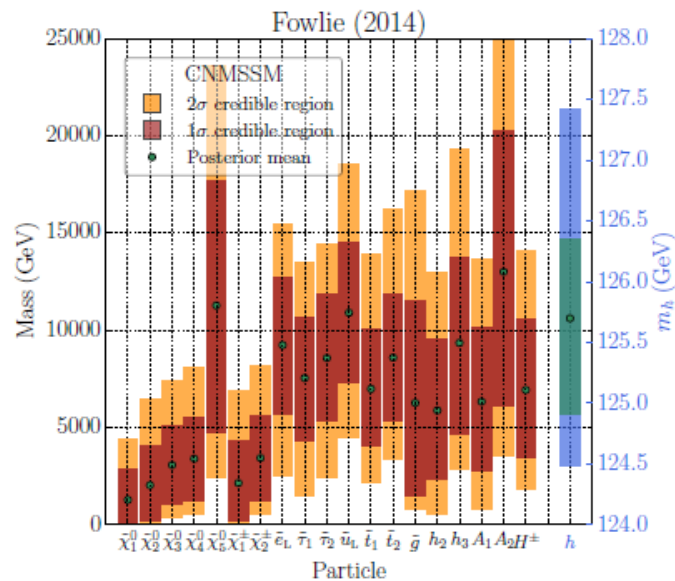 Fowlie (2014)
25000
20000
15000
10000
5000
0
Mass (GeV)
CNMSSM
2σ credible region
1σ credible region
Posterior mean
128.0
127.5
127.0
126.5
126.0
125.5
125.0
124.5
124.0
m_h (GeV)
χ̃⁰₁ χ̃⁰₂ χ̃⁰₃ χ̃⁰₄ χ̃⁰₅ χ̃±₁ χ̃±₂ ẽ_L τ̃₁ τ̃₂ ũ_L t̃₁ t̃₂ g̃ h₂ h₃ A₁ A₂ H± h
Particle